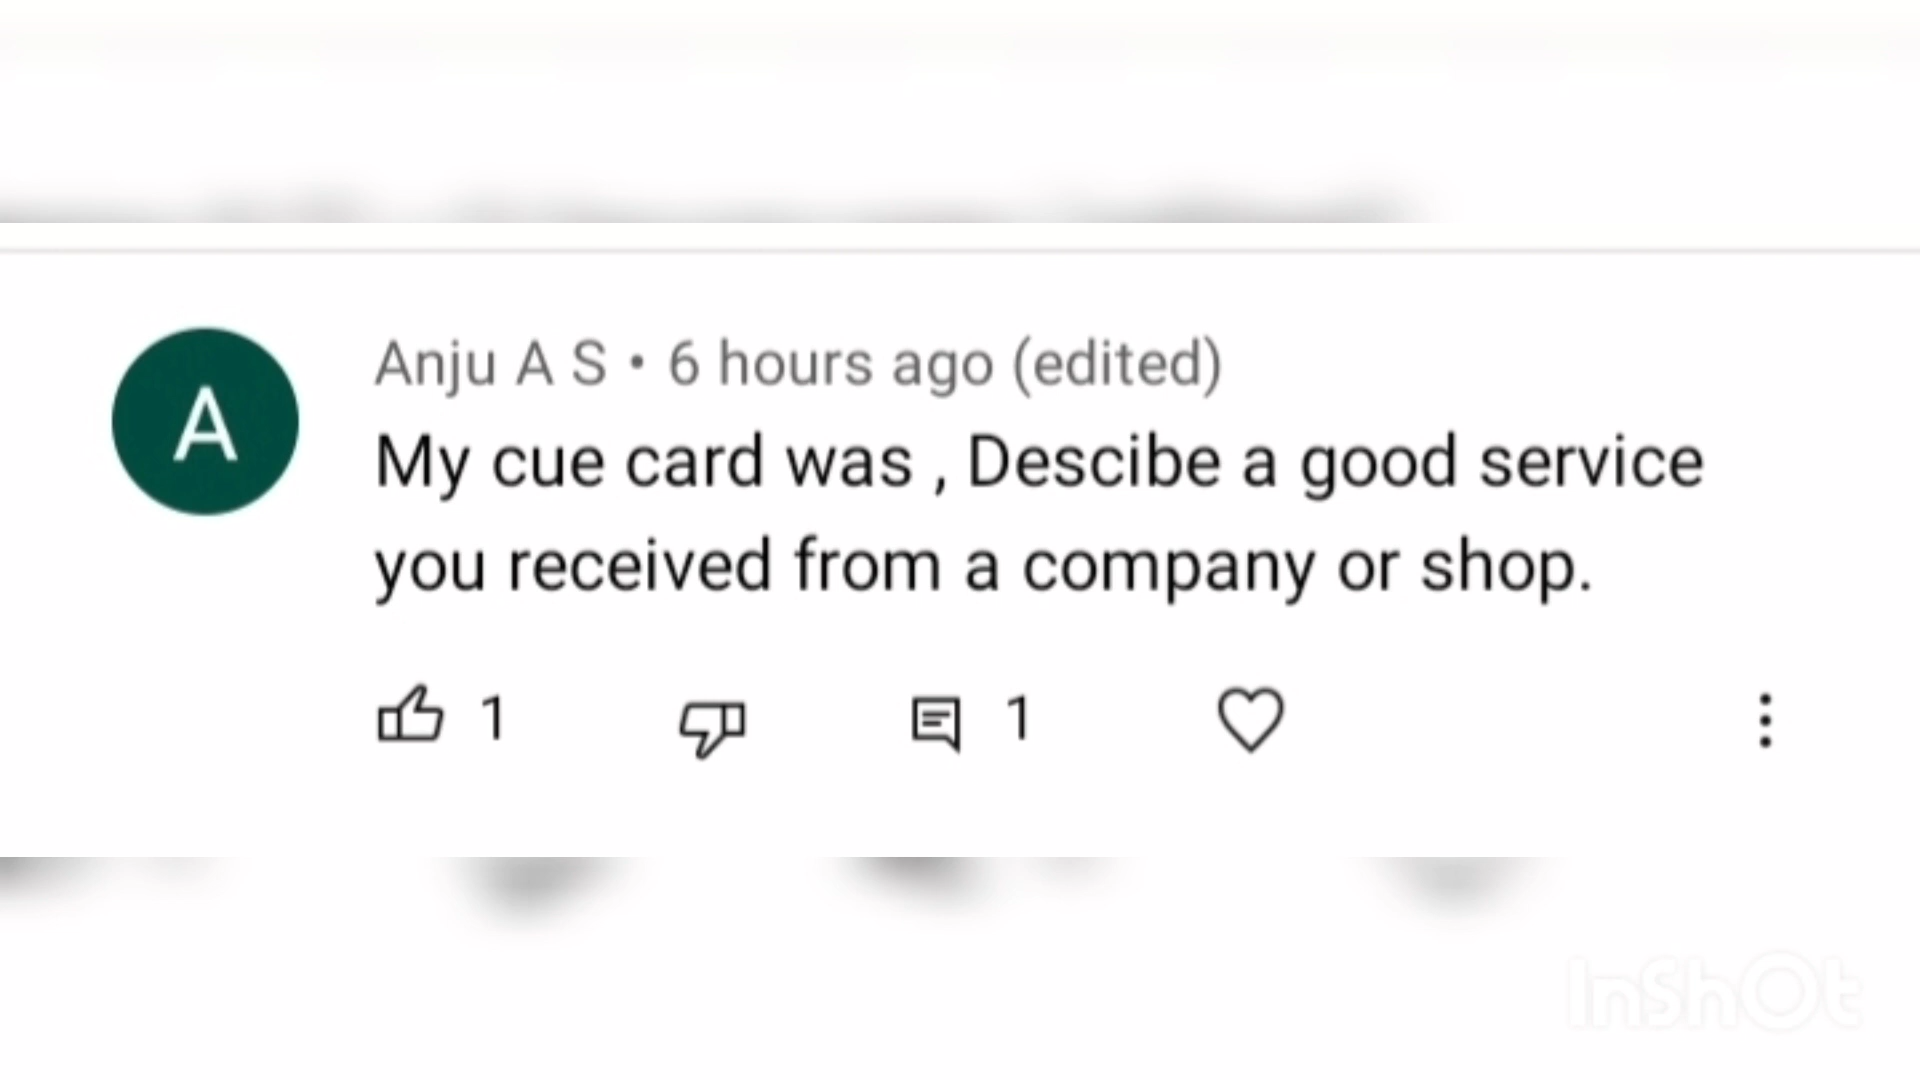 A
Anju A S • 6 hours ago (edited)
My cue card was , Descibe a good service
you received from a company or shop.
1
1
InShOt